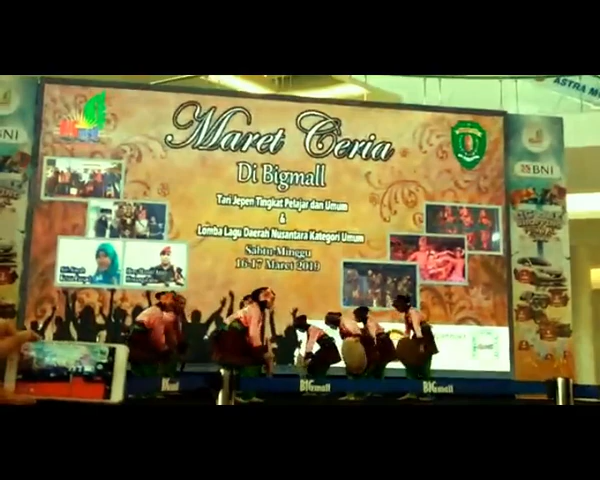 ASTRA MO
Maret Ceria
Di Bigmall
Tari Jepen Tingkat Pelajar dan Umum
&
Lomba Lagu Daerah Nusantara Kategori Umum
Sabtu-Minggu
16-17 Maret 2019
BNI
BNI
BIGmall
BIGmall